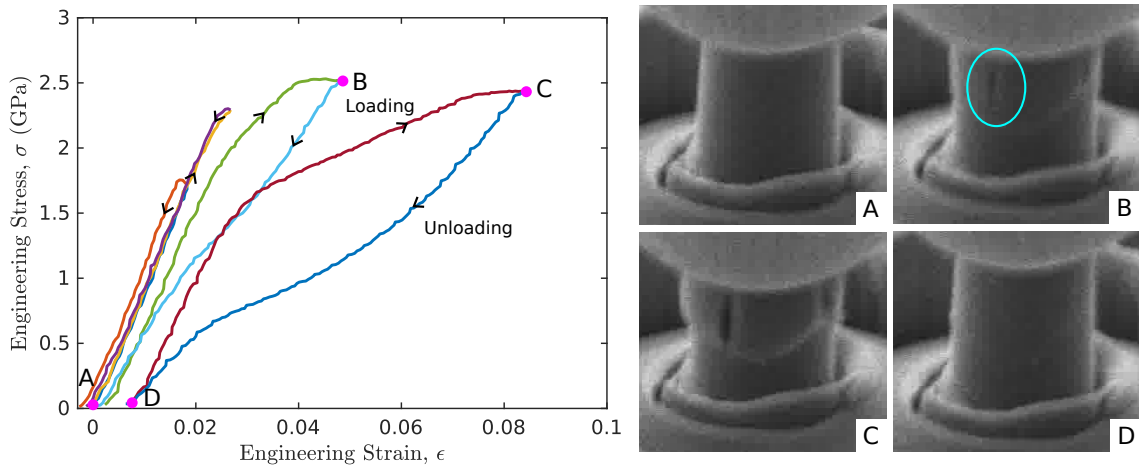 3
2.5
2
1.5
1
0.5
0
0
0.02
0.04
0.06
0.08
0.1
Engineering Stress, σ (GPa)
Engineering Strain, ϵ
A
B
C
D
Loading
Unloading
A
B
C
D